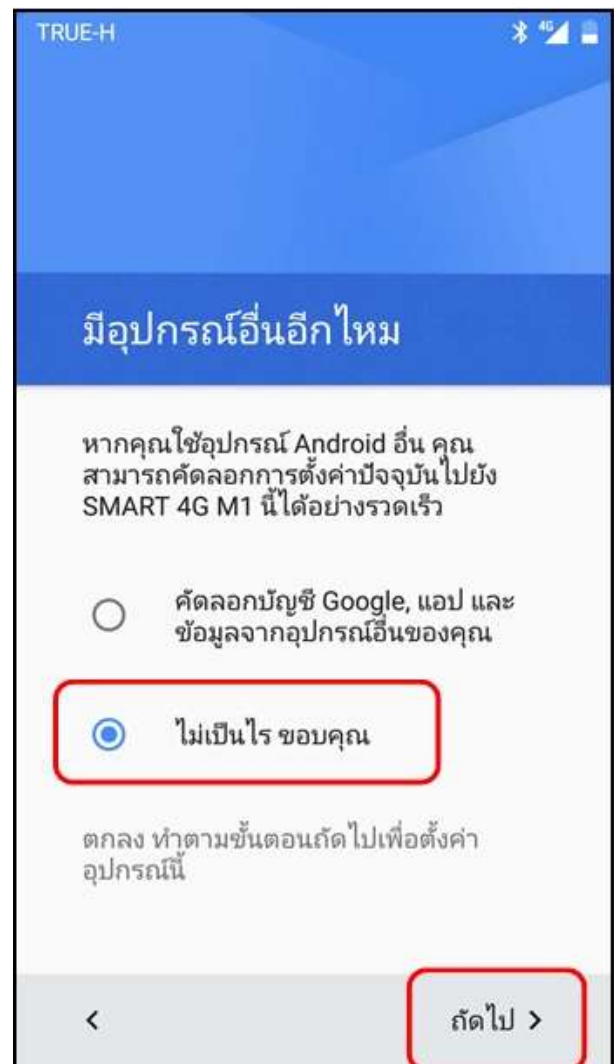 TRUE-H
4G
มีอุปกรณ์อื่นอีกไหม
หากคุณใช้อุปกรณ์ Android อื่น คุณ
สามารถคัดลอกการตั้งค่าปัจจุบันไปยัง
SMART 4G M1 นี้ได้อย่างรวดเร็ว
คัดลอกบัญชี Google, แอป และ
ข้อมูลจากอุปกรณ์อื่นของคุณ
ไม่เป็นไร ขอบคุณ
ตกลง ทำตามขั้นตอนถัดไปเพื่อตั้งค่า
อุปกรณ์นี้
ถัดไป